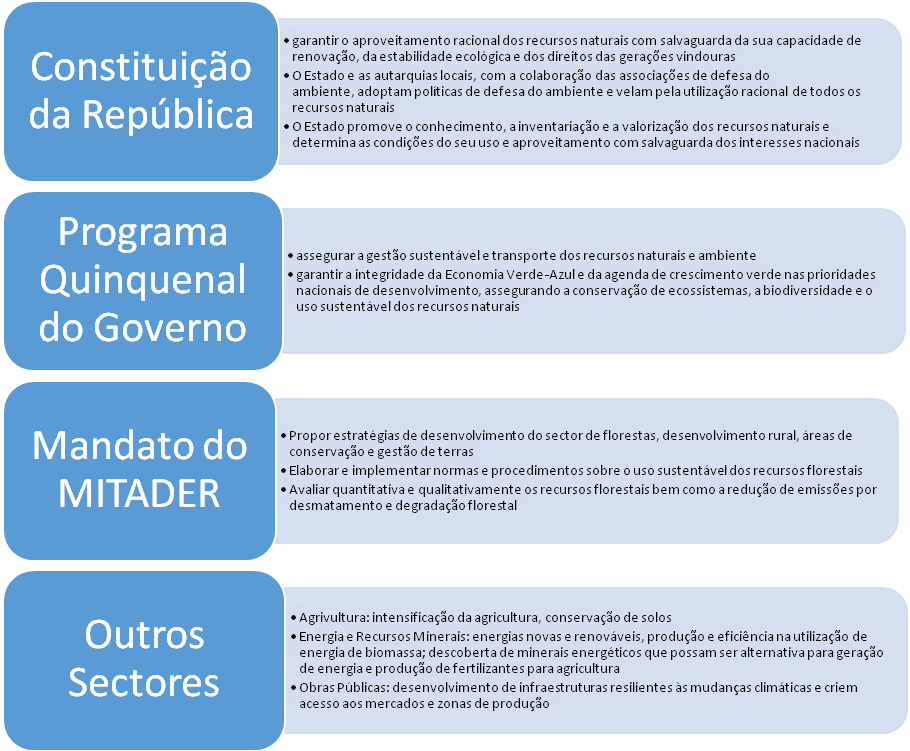 Constituição
da República
• garantir o aproveitamento racional dos recursos naturais com salvaguarda da sua capacidade de
renovação, da estabilidade ecológica e dos direitos das gerações vindouras
• O Estado e as autarquias locais, com a colaboração das associações de defesa do
ambiente, adoptam políticas de defesa do ambiente e velam pela utilização racional de todos os
recursos naturais
• O Estado promove o conhecimento, a inventariação e a valorização dos recursos naturais e
determina as condições do seu uso e aproveitamento com salvaguarda dos interesses nacionais
Programa
Quinquenal
do Governo
• assegurar a gestão sustentável e transporte dos recursos naturais e ambiente
• garantir a integridade da Economia Verde-Azul e da agenda de crescimento verde nas prioridades
nacionais de desenvolvimento, assegurando a conservação de ecossistemas, a biodiversidade e o
uso sustentável dos recursos naturais
Mandato do
MITADER
• Propor estratégias de desenvolvimento do sector de florestas, desenvolvimento rural, áreas de
conservação e gestão de terras
• Elaborar e implementar normas e procedimentos sobre o uso sustentável dos recursos florestais
• Avaliar quantitativa e qualitativamente os recursos florestais bem como a redução de emissões por
desmatamento e degradação florestal
Outros
Sectores
• Agrivultura: intensificação da agricultura, conservação de solos
• Energia e Recursos Minerais: energias novas e renováveis, produção e eficiência na utilização de
energia de biomassa; descoberta de minerais energéticos que possam ser alternativa para geração
de energia e produção de fertilizantes para agricultura
• Obras Públicas: desenvolvimento de infraestruturas resilientes às mudanças climáticas e criem
acesso aos mercados e zonas de produção